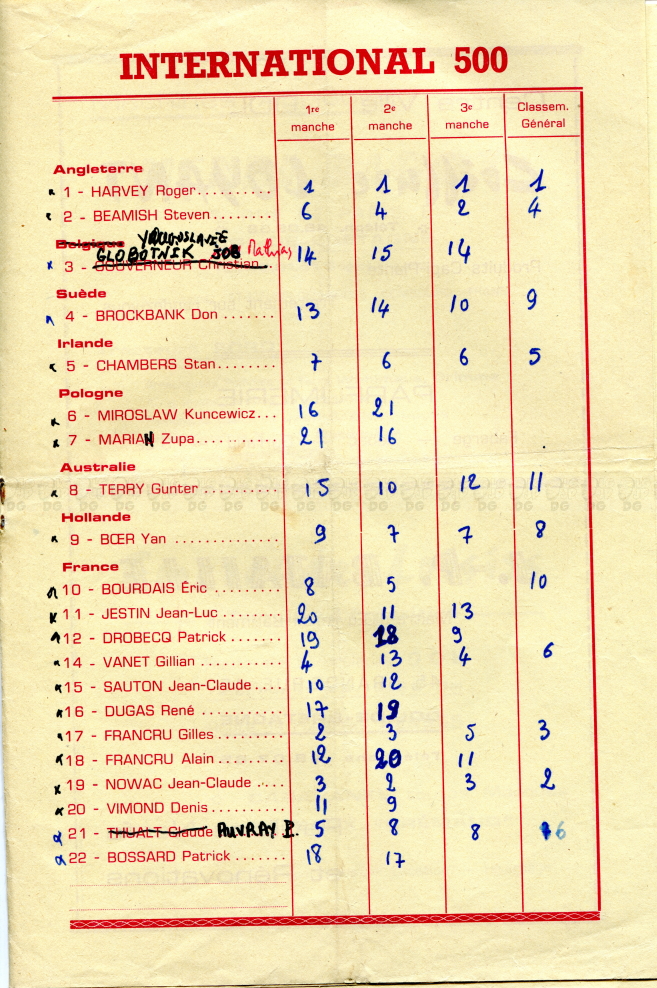 INTERNATIONAL 500
1re manche 2e manche 3e manche Classem. Général
Angleterre
1 - HARVEY Roger.......... 1 1 1 1
2 - BEAMISH Steven......... 6 4 2 4
Belgique YOUGOSLAVIE
GLOBOTNIK JOB Mathias
3 - GOUVERNEUR Christian.. 14 15 14
Suède
4 - BROCKBANK Don ....... 13 14 10 9
Irlande
5 - CHAMBERS Stan........ 7 6 6 5
Pologne
6 - MIROSLAW Kuncewicz... 16 21
7 - MARIAN Zupa........... 21 16
Australie
8 - TERRY Gunter .......... 15 10 12 11
Hollande
9 - BŒR Yan .............. 9 7 7 8
France
10 - BOURDAIS Éric ......... 8 5 10
11 - JESTIN Jean-Luc ........ 20 11 13
12 - DROBECQ Patrick ....... 19 18 9
14 - VANET Gillian ........... 4 13 4 6
15 - SAUTON Jean-Claude.... 10 12
16 - DUGAS René .......... 17 19
17 - FRANCRU Gilles......... 2 3 5 3
18 - FRANCRU Alain......... 12 20 11
19 - NOWAC Jean-Claude .... 3 2 3 2
20 - VIMOND Denis.......... 11 9
21 - THUALT Claude AUVRAY P. 5 8 8 6
22 - BOSSARD Patrick ....... 18 17